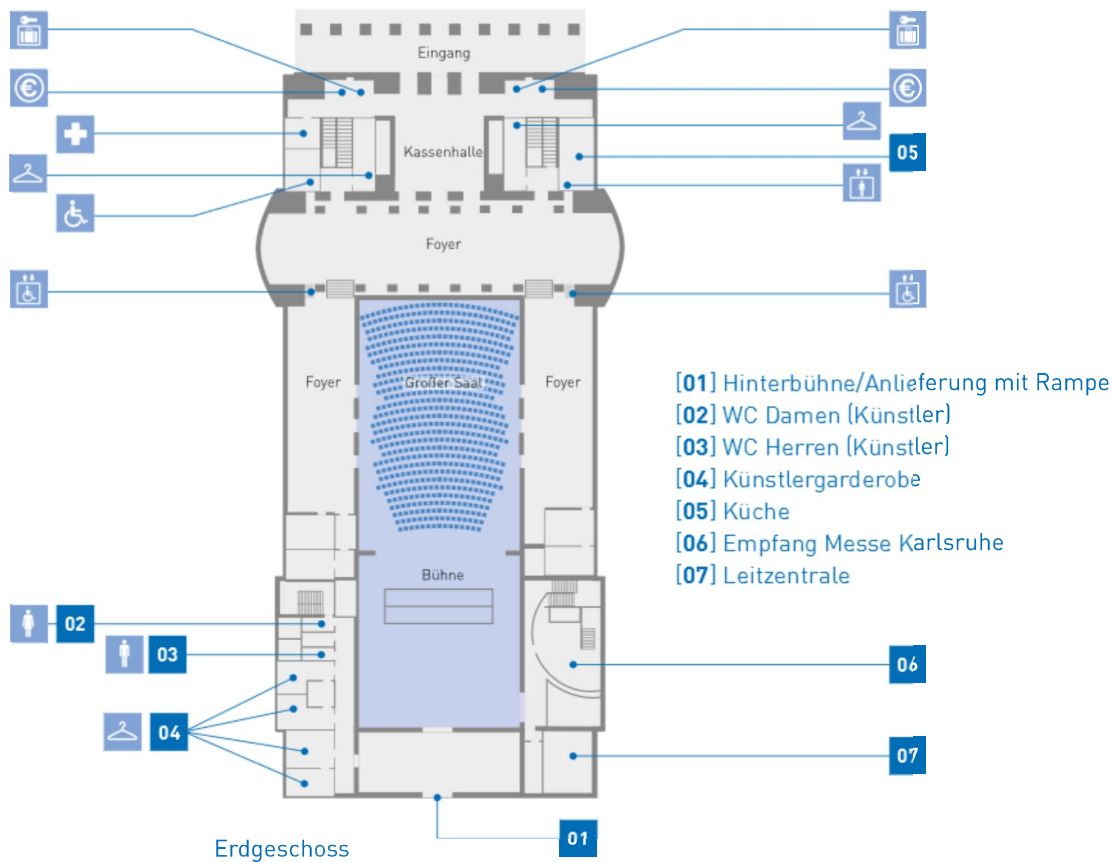 Eingang
€
€
Kassenhalle
05
Foyer
Foyer
Großer Saal
Foyer
[01] Hinterbühne/Anlieferung mit Rampe
[02] WC Damen (Künstler)
[03] WC Herren (Künstler)
[04] Künstlergarderobe
[05] Küche
[06] Empfang Messe Karlsruhe
[07] Leitzentrale
Bühne
02
03
06
04
07
01
Erdgeschoss